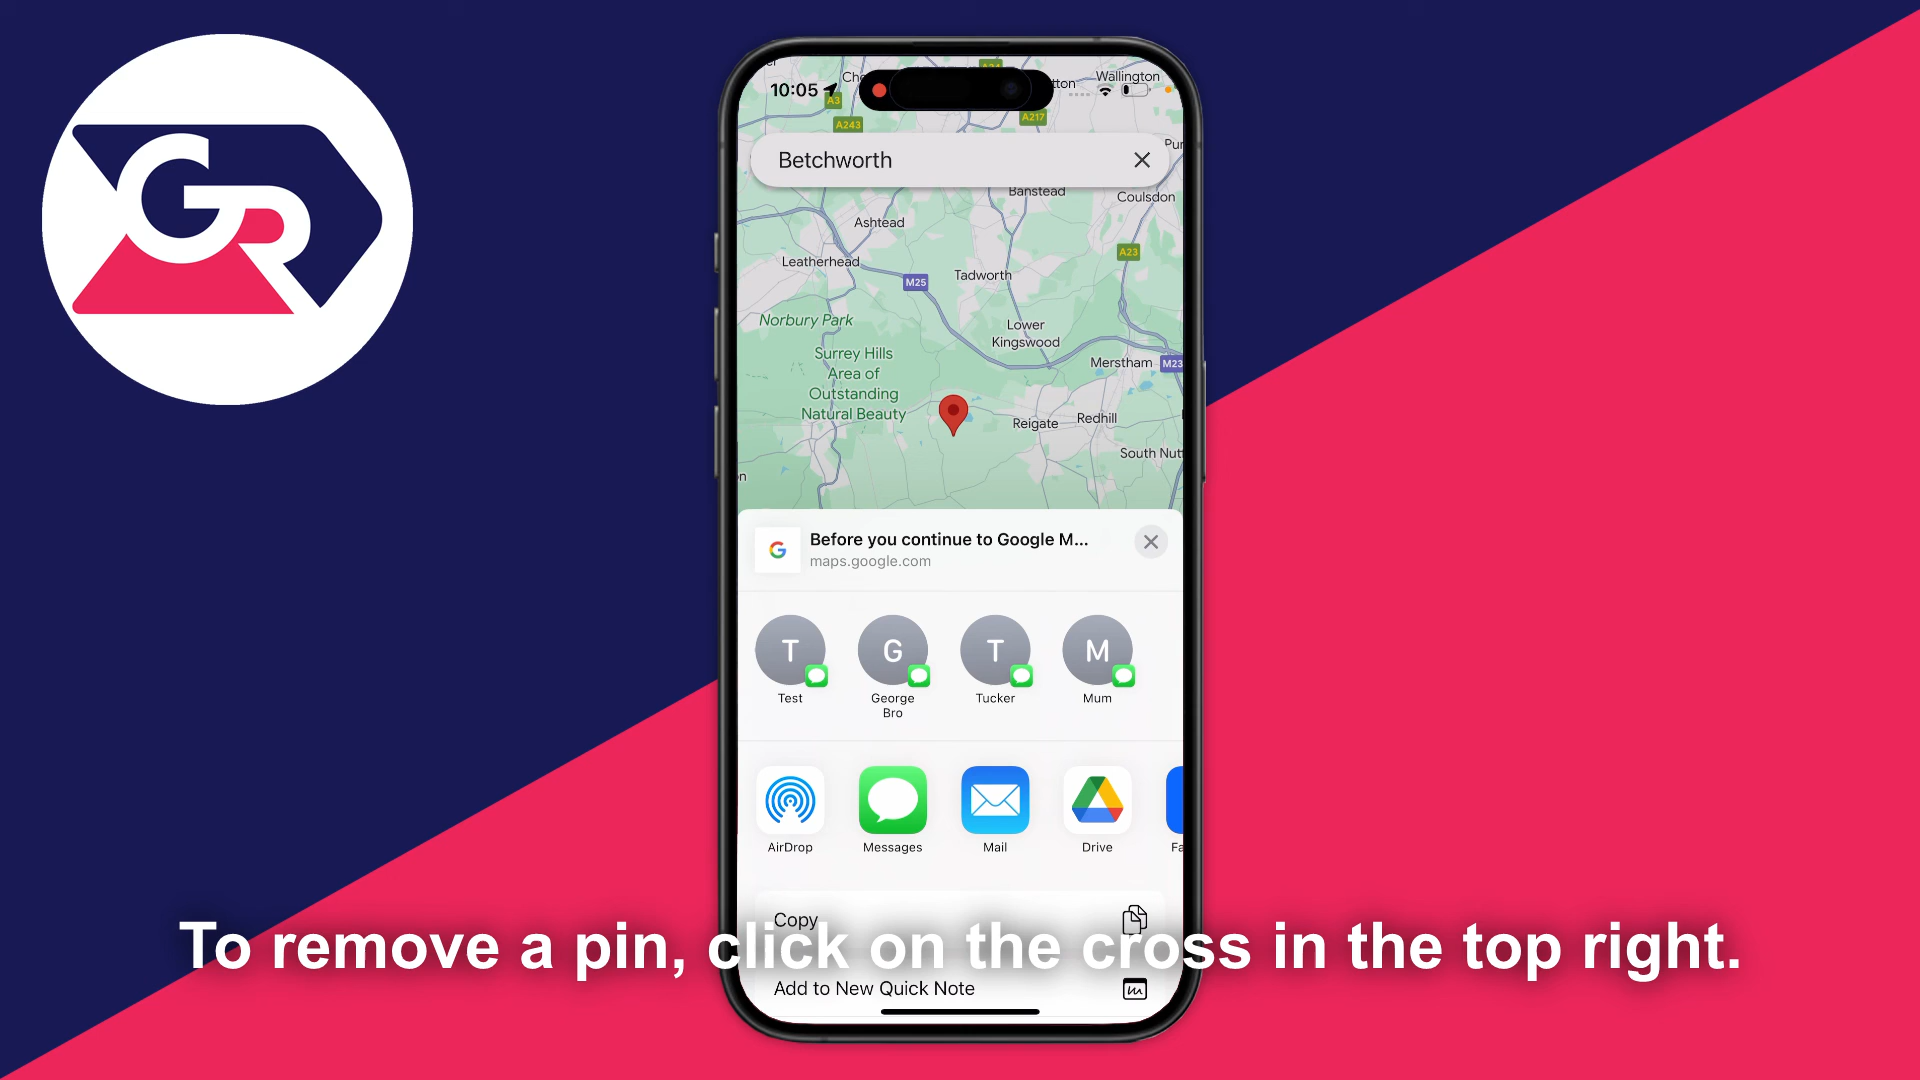 GR
10:05
Wallington
A3
A243
A217
Betchworth
Banstead
Coulsdon
Ashtead
A23
Leatherhead
M25
Tadworth
Norbury Park
Lower
Kingswood
Surrey Hills
Area of
Outstanding
Natural Beauty
Merstham
M23
Reigate
Redhill
South Nut
Before you continue to Google M...
maps.google.com
T
G
T
M
Test
George
Bro
Tucker
Mum
AirDrop
Messages
Mail
Drive
Fa
Copy
To remove a pin, click on the cross in the top right.
Add to New Quick Note